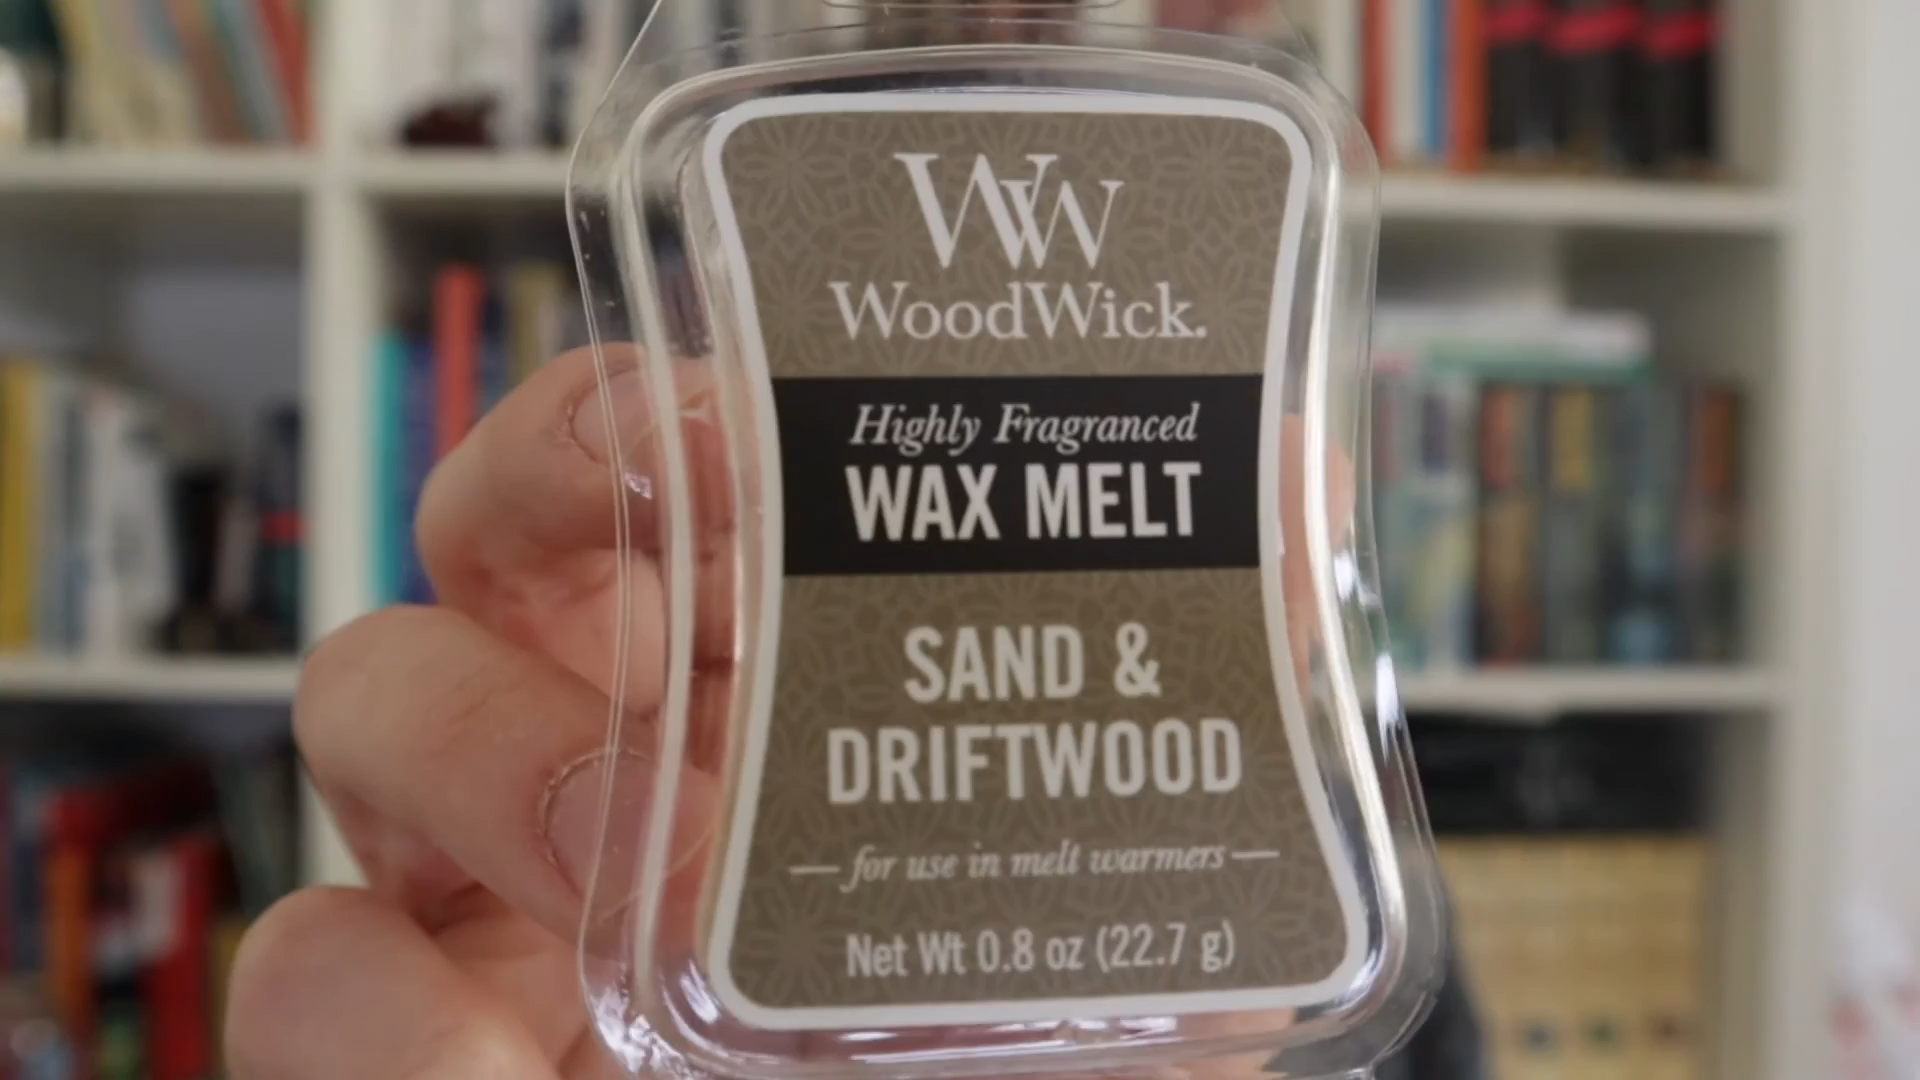 WW
WoodWick.
Highly Fragranced
WAX MELT
SAND &
DRIFTWOOD
— for use in melt warmers —
Net Wt 0.8 oz (22.7 g)